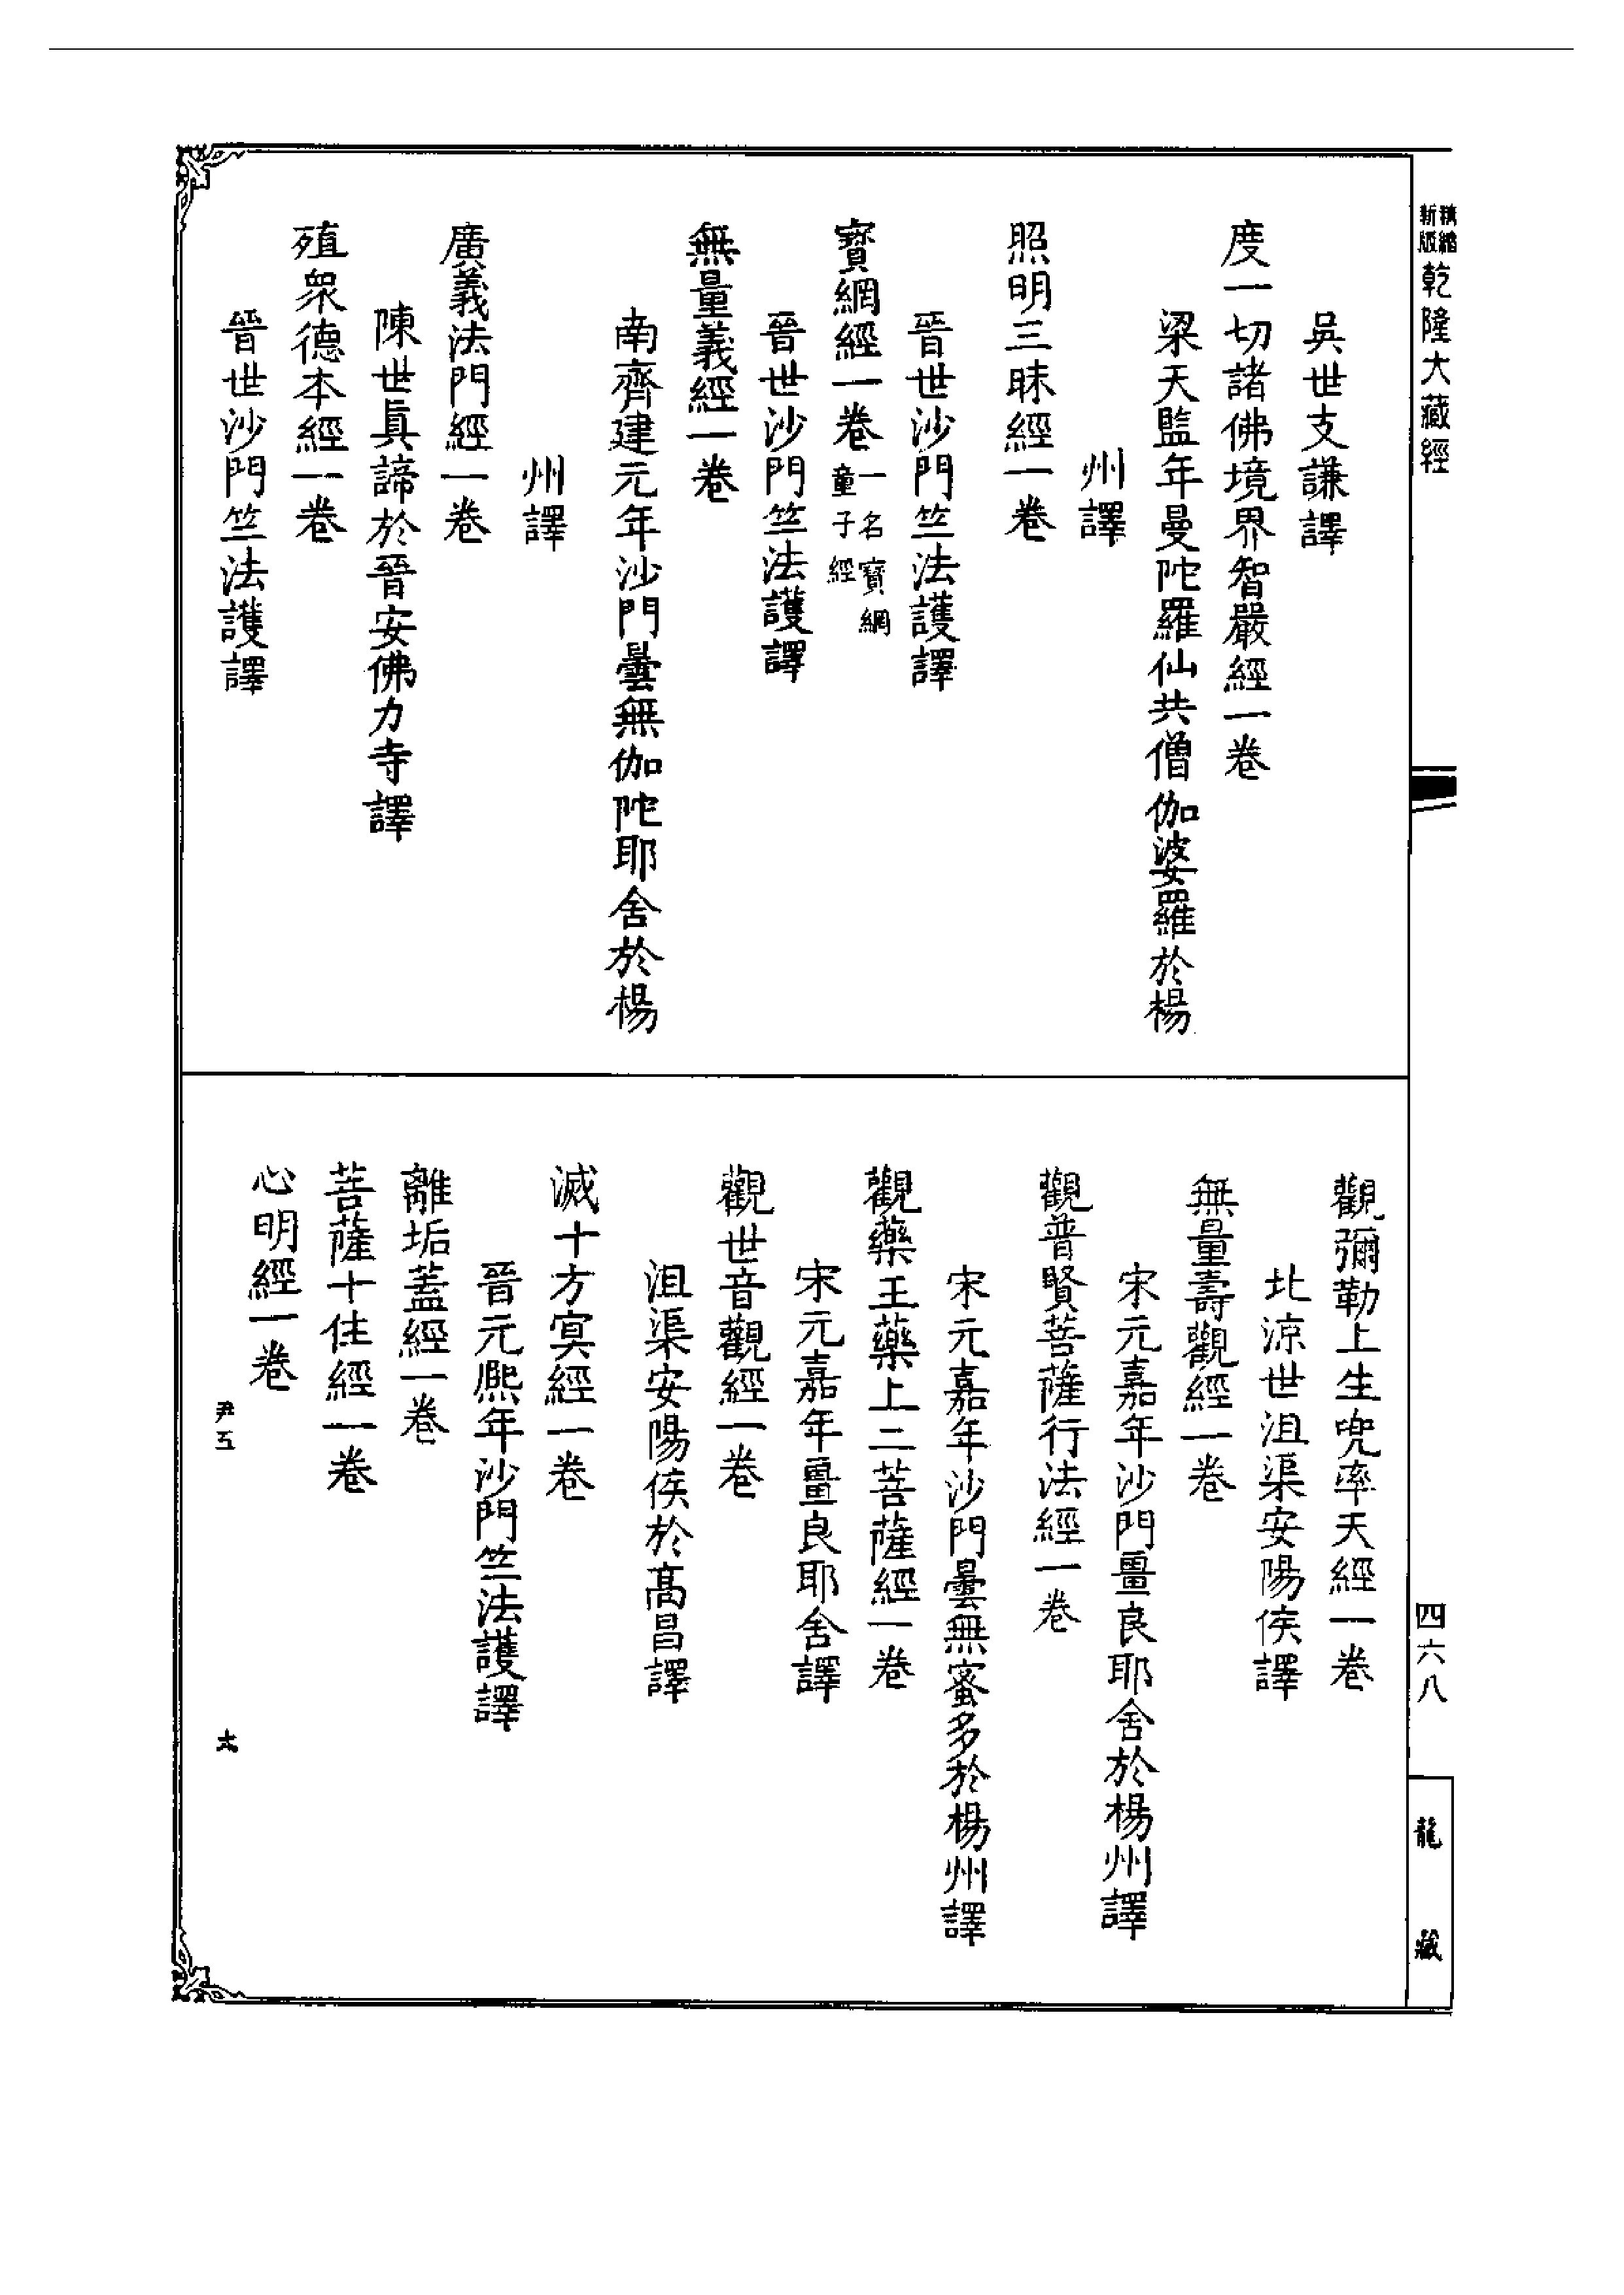 新版精縮乾隆大藏經
吳世支謙譯
度一切諸佛境界智嚴經一卷
梁天監年曼陀羅仙共僧伽婆羅於楊
州譯
照明三昧經一卷
晉世沙門竺法護譯
寶網經一卷一名寶網童子經
晉世沙門竺法護譯
無量義經一卷
南齊建元年沙門曇無伽陀耶舍於楊
州譯
廣義法門經一卷
陳世真諦於晉安佛力寺譯
殖衆德本經一卷
晉世沙門竺法護譯
觀彌勒上生兜率天經一卷
北涼世沮渠安陽侯譯
無量壽觀經一卷
宋元嘉年沙門畺良耶舍於楊州譯
觀普賢菩薩行法經一卷
宋元嘉年沙門曇無蜜多於楊州譯
觀藥王藥上二菩薩經一卷
宋元嘉年畺良耶舍譯
觀世音觀經一卷
沮渠安陽侯於高昌譯
滅十方冥經一卷
晉元熙年沙門竺法護譯
離垢蓋經一卷
菩薩十住經一卷
心明經一卷
尹五
四六八
龍藏